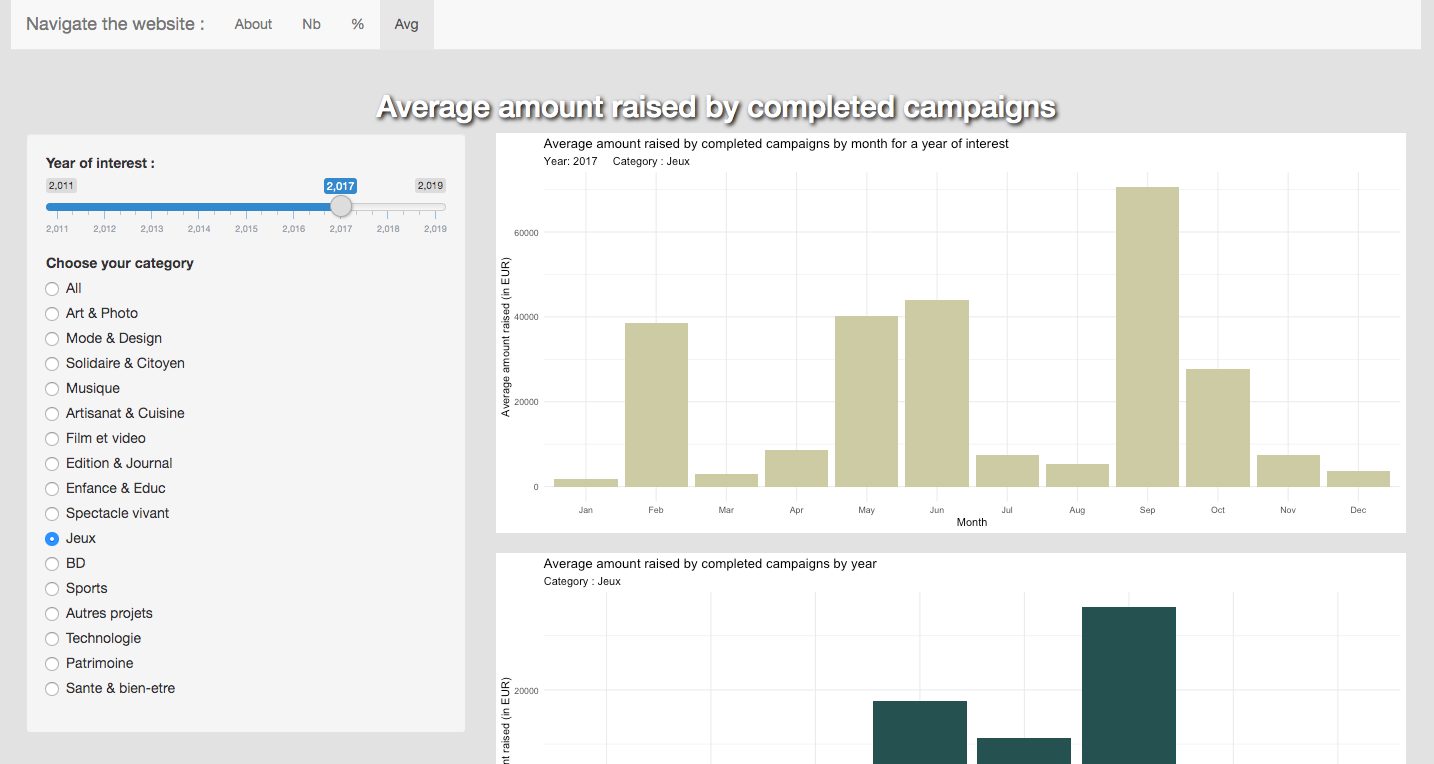 Navigate the website : About Nb % Avg
Average amount raised by completed campaigns
Year of interest :
2,011 2,017 2,019
2,011 2,012 2,013 2,014 2,015 2,016 2,017 2,018 2,019
Choose your category
All
Art & Photo
Mode & Design
Solidaire & Citoyen
Musique
Artisanat & Cuisine
Film et video
Edition & Journal
Enfance & Educ
Spectacle vivant
Jeux
BD
Sports
Autres projets
Technologie
Patrimoine
Sante & bien-etre
Average amount raised by completed campaigns by month for a year of interest
Year: 2017 Category : Jeux
Average amount raised (in EUR)
60000
40000
20000
0
Jan Feb Mar Apr May Jun Jul Aug Sep Oct Nov Dec
Month
Average amount raised by completed campaigns by year
Category : Jeux
20000
nt raised (in EUR)